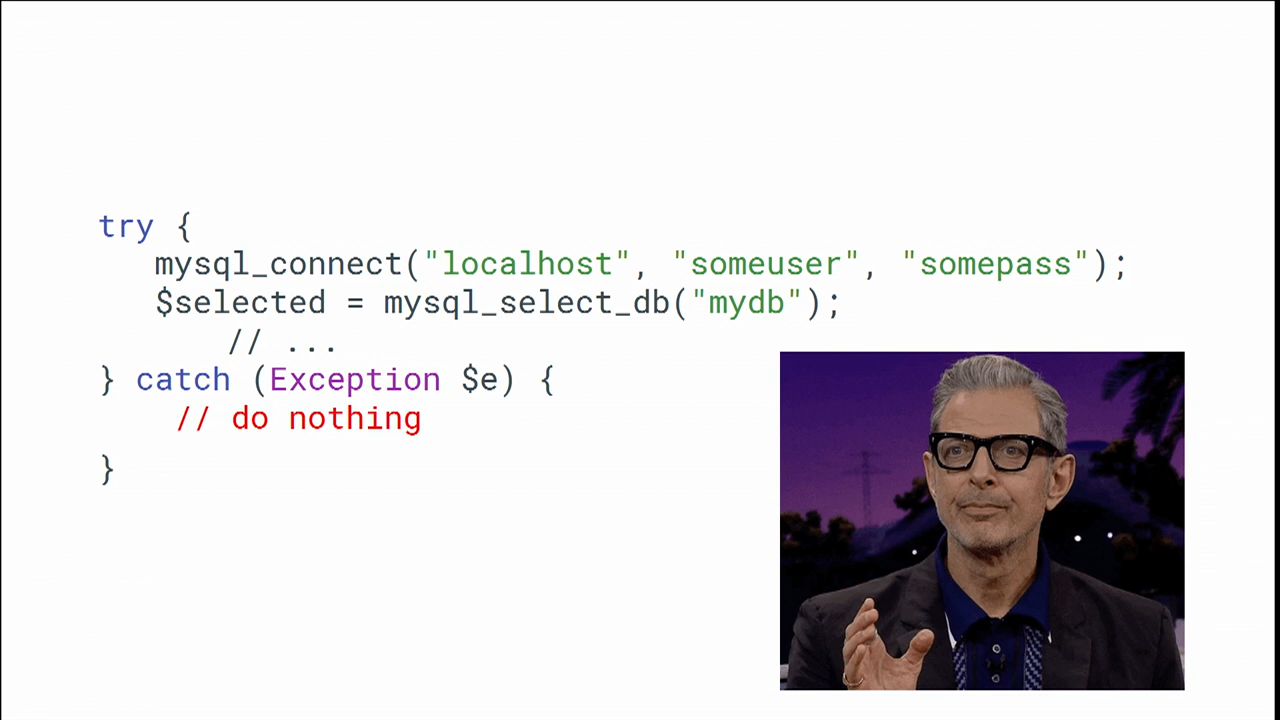 try {
mysql_connect("localhost", "someuser", "somepass");
$selected = mysql_select_db("mydb");
// ...
} catch (Exception $e) {
// do nothing
}